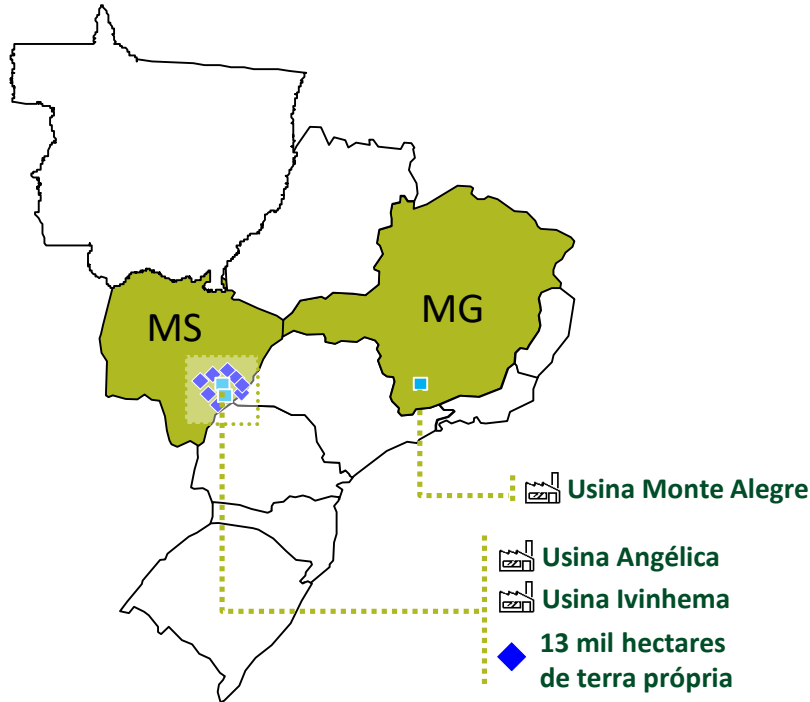 MS
MG
Usina Monte Alegre
Usina Angélica
Usina Ivinhema
13 mil hectares
de terra própria